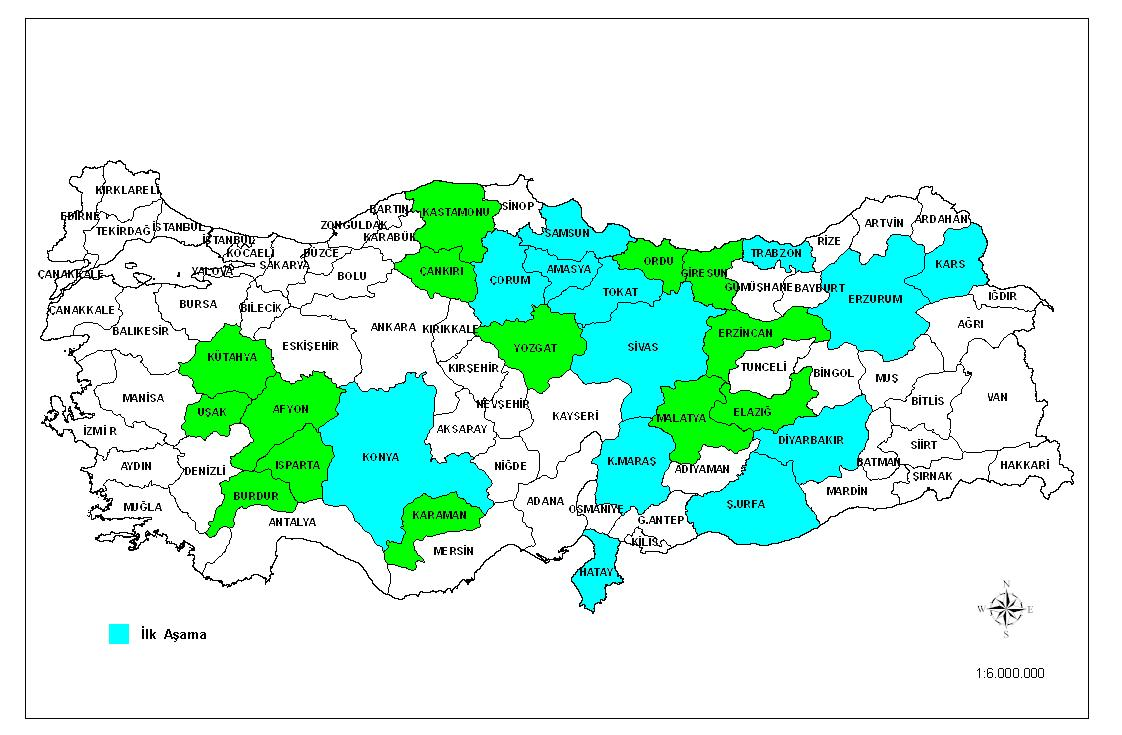 KIRKLARELİ
EDİRNE
TEKİRDAĞ
İSTANBUL
İSTANBUL
KOCAELİ
YALOVA
SAKARYA
DÜZCE
ZONGULDAK
BARTIN
KARABÜK
KASTAMONU
SİNOP
SAMSUN
ORDU
GİRESUN
TRABZON
RİZE
ARTVİN
ARDAHAN
KARS
ÇANAKKALE
ÇANAKKALE
BALIKESİR
BURSA
BİLECİK
BOLU
ÇANKIRI
ÇORUM
AMASYA
TOKAT
GÜMÜŞHANE
BAYBURT
ERZURUM
IĞDIR
AĞRI
KÜTAHYA
ESKİŞEHİR
ANKARA
KIRIKKALE
YOZGAT
SİVAS
ERZİNCAN
TUNCELİ
BİNGOL
MUŞ
BİTLİS
VAN
MANİSA
UŞAK
AFYON
KIRŞEHİR
NEVŞEHİR
KAYSERİ
MALATYA
ELAZIĞ
İZMİR
AYDIN
DENİZLİ
ISPARTA
KONYA
AKSARAY
NİĞDE
K.MARAŞ
ADIYAMAN
DİYARBAKIR
BATMAN
SİİRT
ŞIRNAK
HAKKARİ
MUĞLA
BURDUR
ANTALYA
KARAMAN
MERSİN
ADANA
OSMANİYE
G.ANTEP
KİLİS
Ş.URFA
MARDİN
HATAY
N
W
E
S
İlk Aşama
1:6.000.000